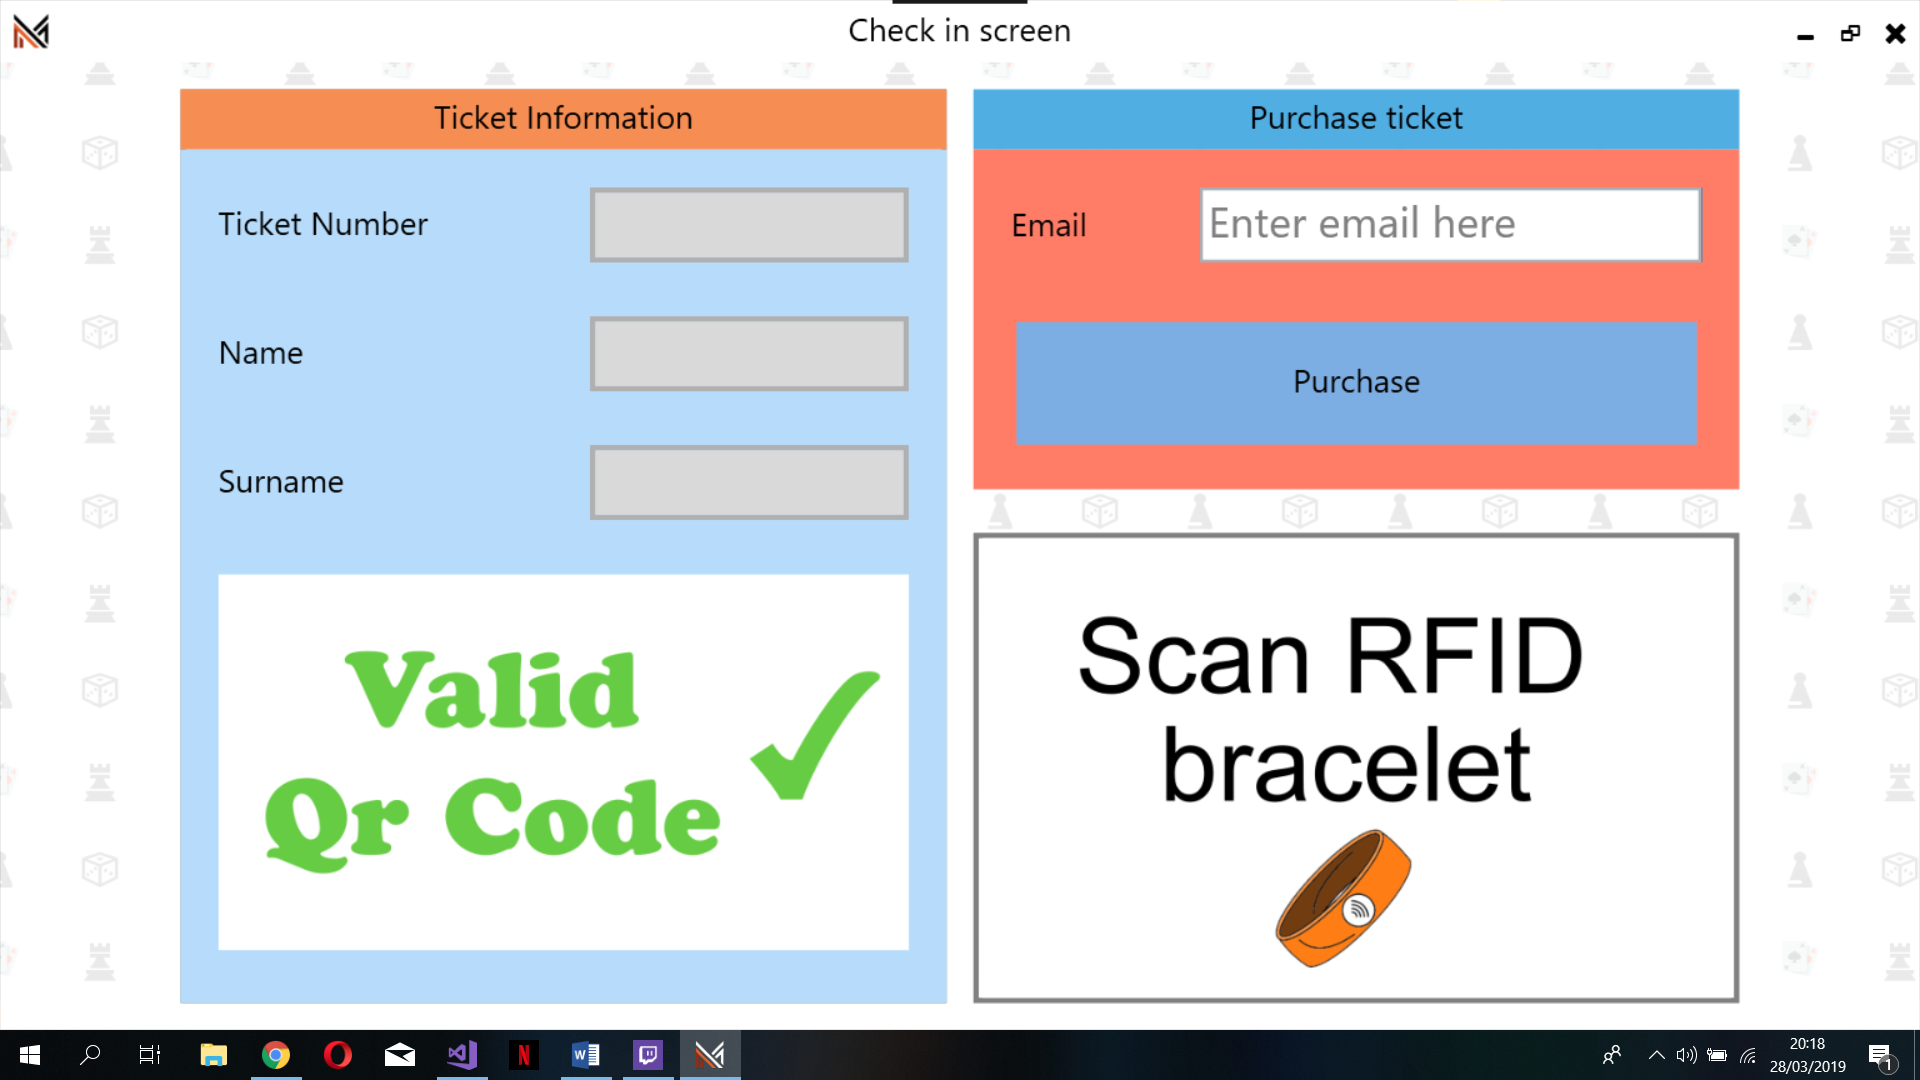 Check in screen
Ticket Information
Ticket Number
Name
Surname
Valid
Qr Code
Purchase ticket
Email
Enter email here
Purchase
Scan RFID
bracelet
20:18
28/03/2019
1